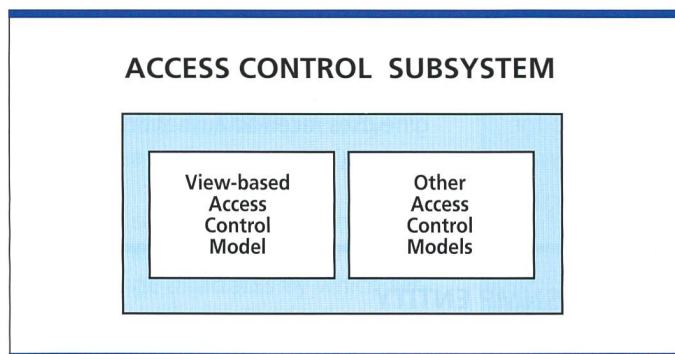 ACCESS CONTROL SUBSYSTEM
View-based
Access
Control
Model
Other
Access
Control
Models